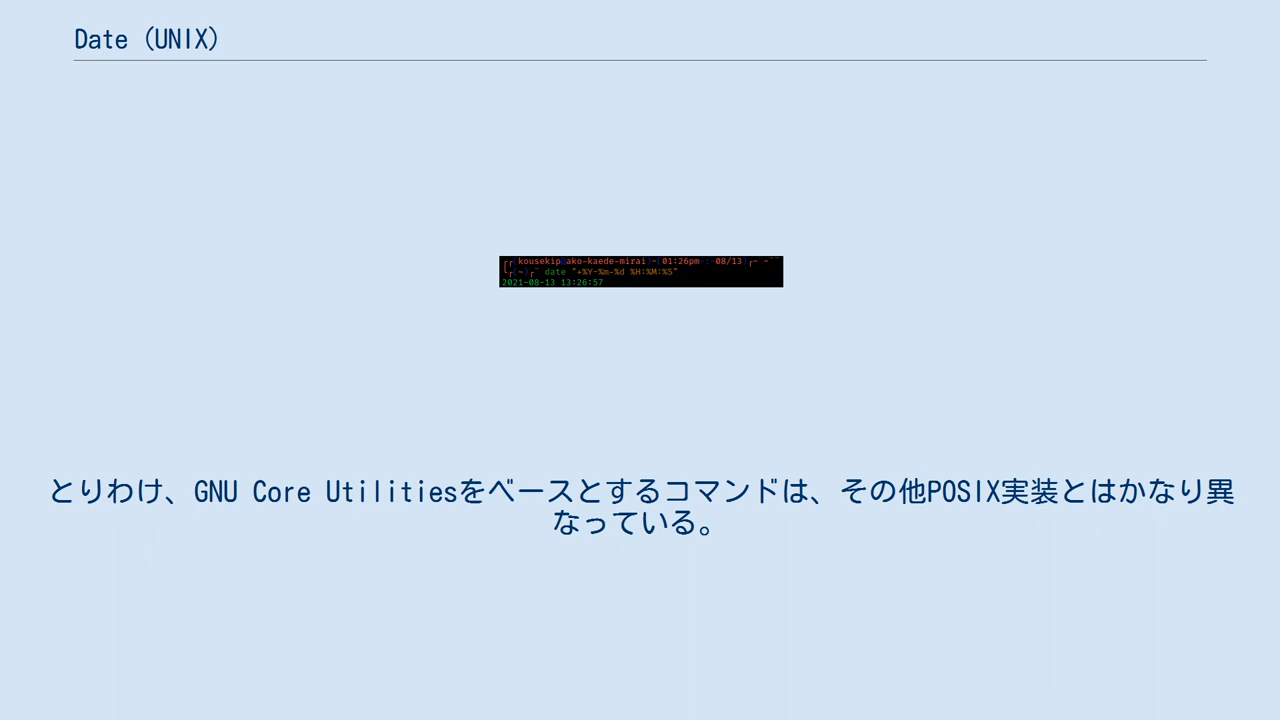 Date (UNIX)
kousekip@ako-kaede-mirai)-(01:26pm : 08/13)
(~) date "+%Y-%m-%d %H:%M:%S"
2021-08-13 13:26:57
とりわけ、GNU Core Utilitiesをベースとするコマンドは、その他POSIX実装とはかなり異
なっている。